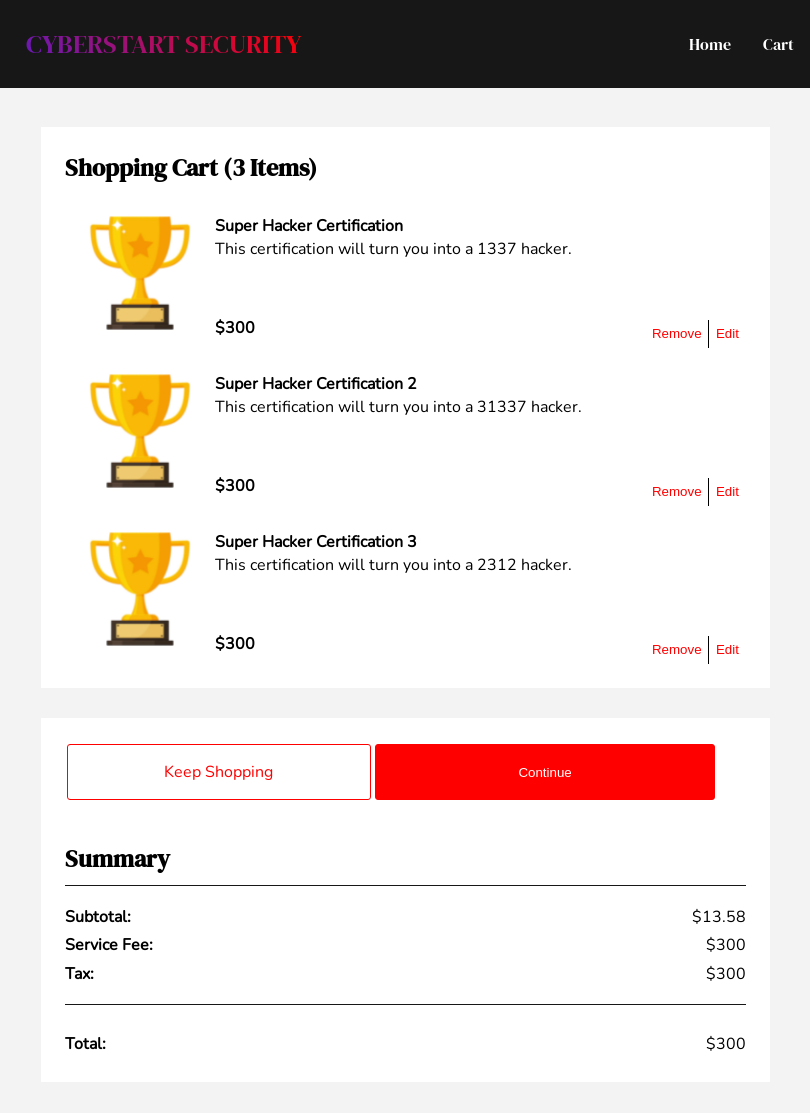 CYBERSTART SECURITY
Home
Cart
Shopping Cart (3 Items)
Super Hacker Certification
This certification will turn you into a 1337 hacker.
$300
Remove
Edit
Super Hacker Certification 2
This certification will turn you into a 31337 hacker.
$300
Remove
Edit
Super Hacker Certification 3
This certification will turn you into a 2312 hacker.
$300
Remove
Edit
Keep Shopping
Continue
Summary
Subtotal: $13.58
Service Fee: $300
Tax: $300
Total: $300